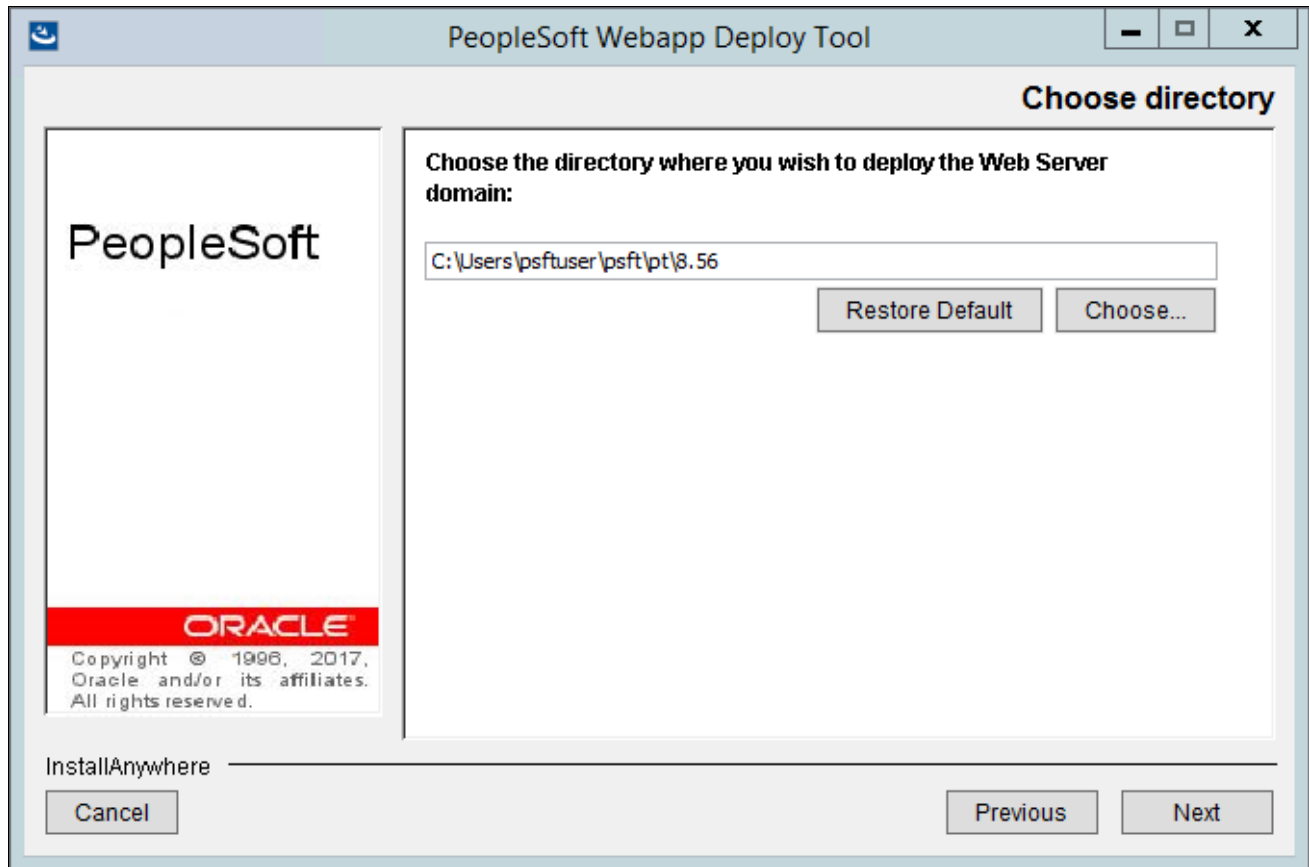 PeopleSoft Webapp Deploy Tool
Choose directory
PeopleSoft
Choose the directory where you wish to deploy the Web Server
domain:
C:\Users\psftuser\psft\pt\8.56
Restore Default
Choose...
ORACLE
Copyright © 1996, 2017,
Oracle and/or its affiliates.
All rights reserved.
InstallAnywhere
Cancel
Previous
Next